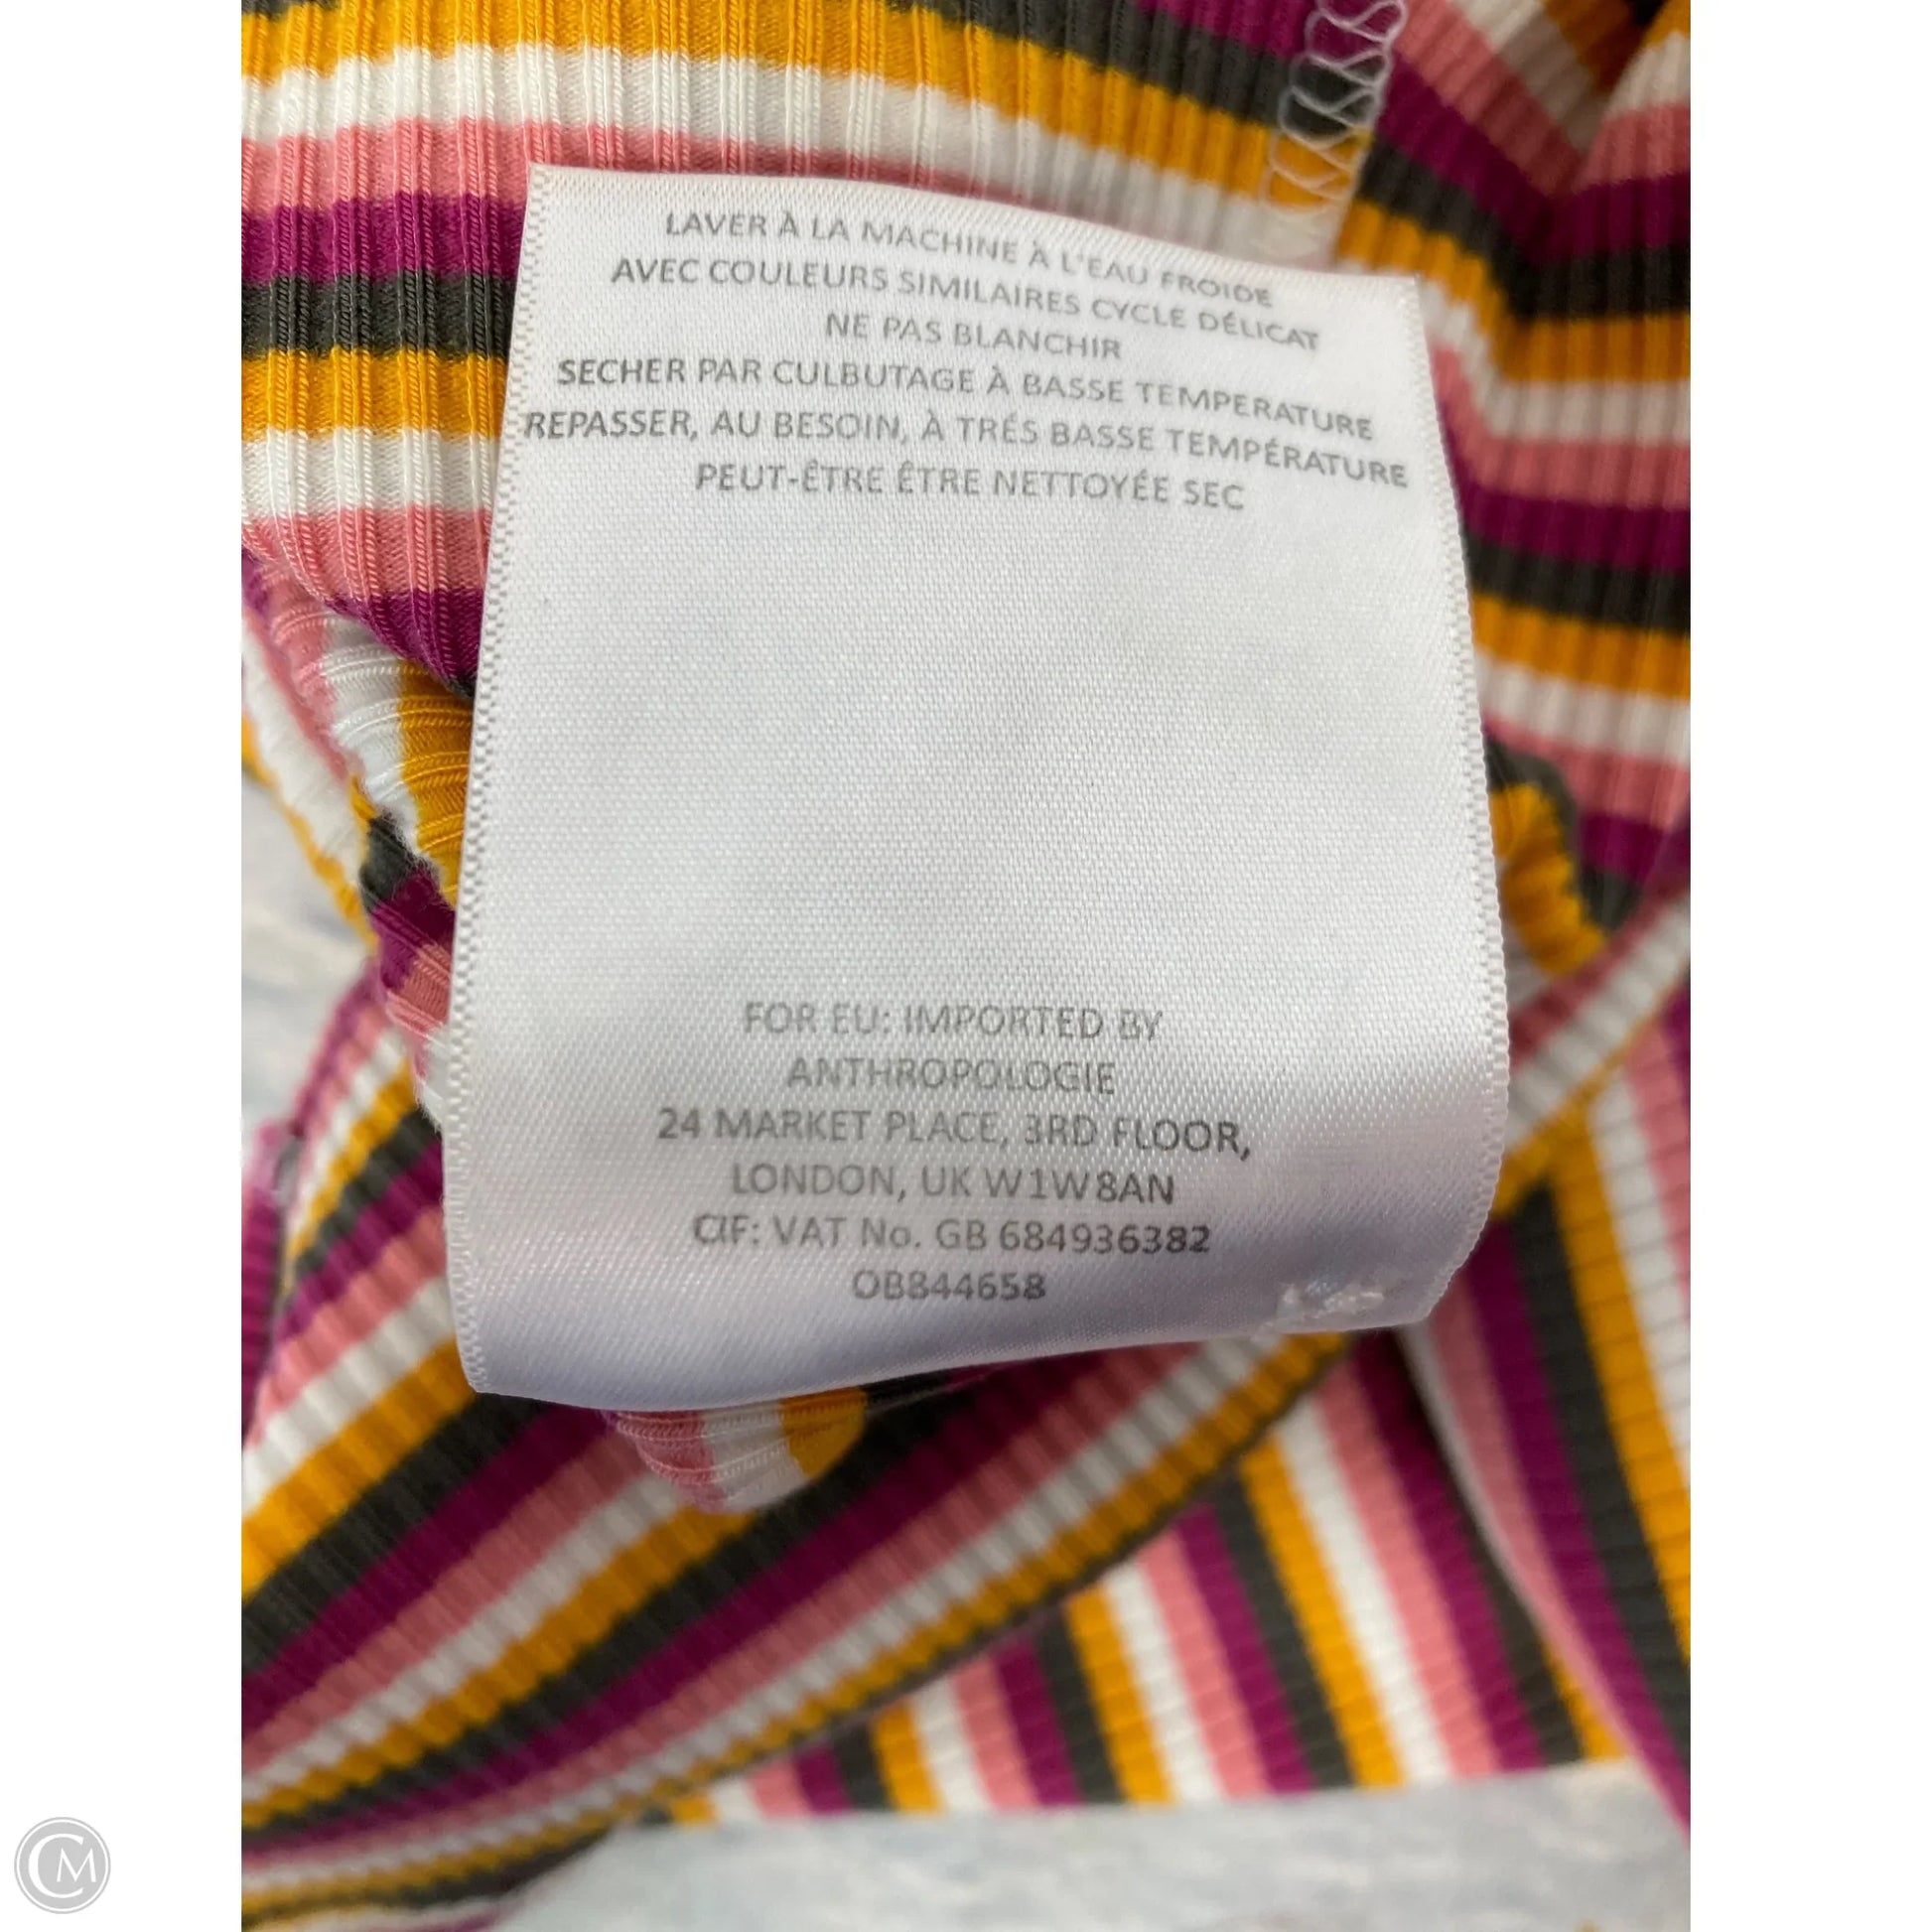 LAVER À LA MACHINE À L'EAU FROIDE
AVEC COULEURS SIMILAIRES CYCLE DÉLICAT
NE PAS BLANCHIR
SECHER PAR CULBUTAGE À BASSE TEMPERATURE
REPASSER, AU BESOIN, À TRÉS BASSE TEMPÉRATURE
PEUT-ÊTRE ÊTRE NETTOYÉE SEC
FOR EU: IMPORTED BY
ANTHROPOLOGIE
24 MARKET PLACE, 3RD FLOOR,
LONDON, UK W1W8AN
CIF: VAT No. GB 684936382
OB844658
CM